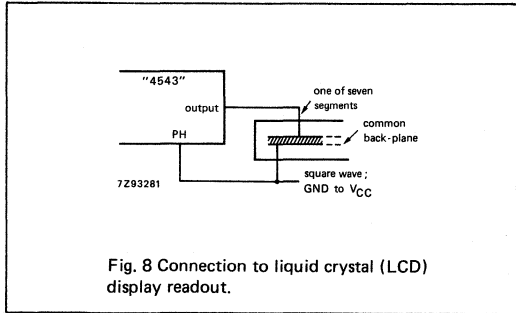 "4543"
output
PH
one of seven
segments
common
back-plane
7Z93281
square wave;
GND to VCC
Fig. 8 Connection to liquid crystal (LCD)
display readout.